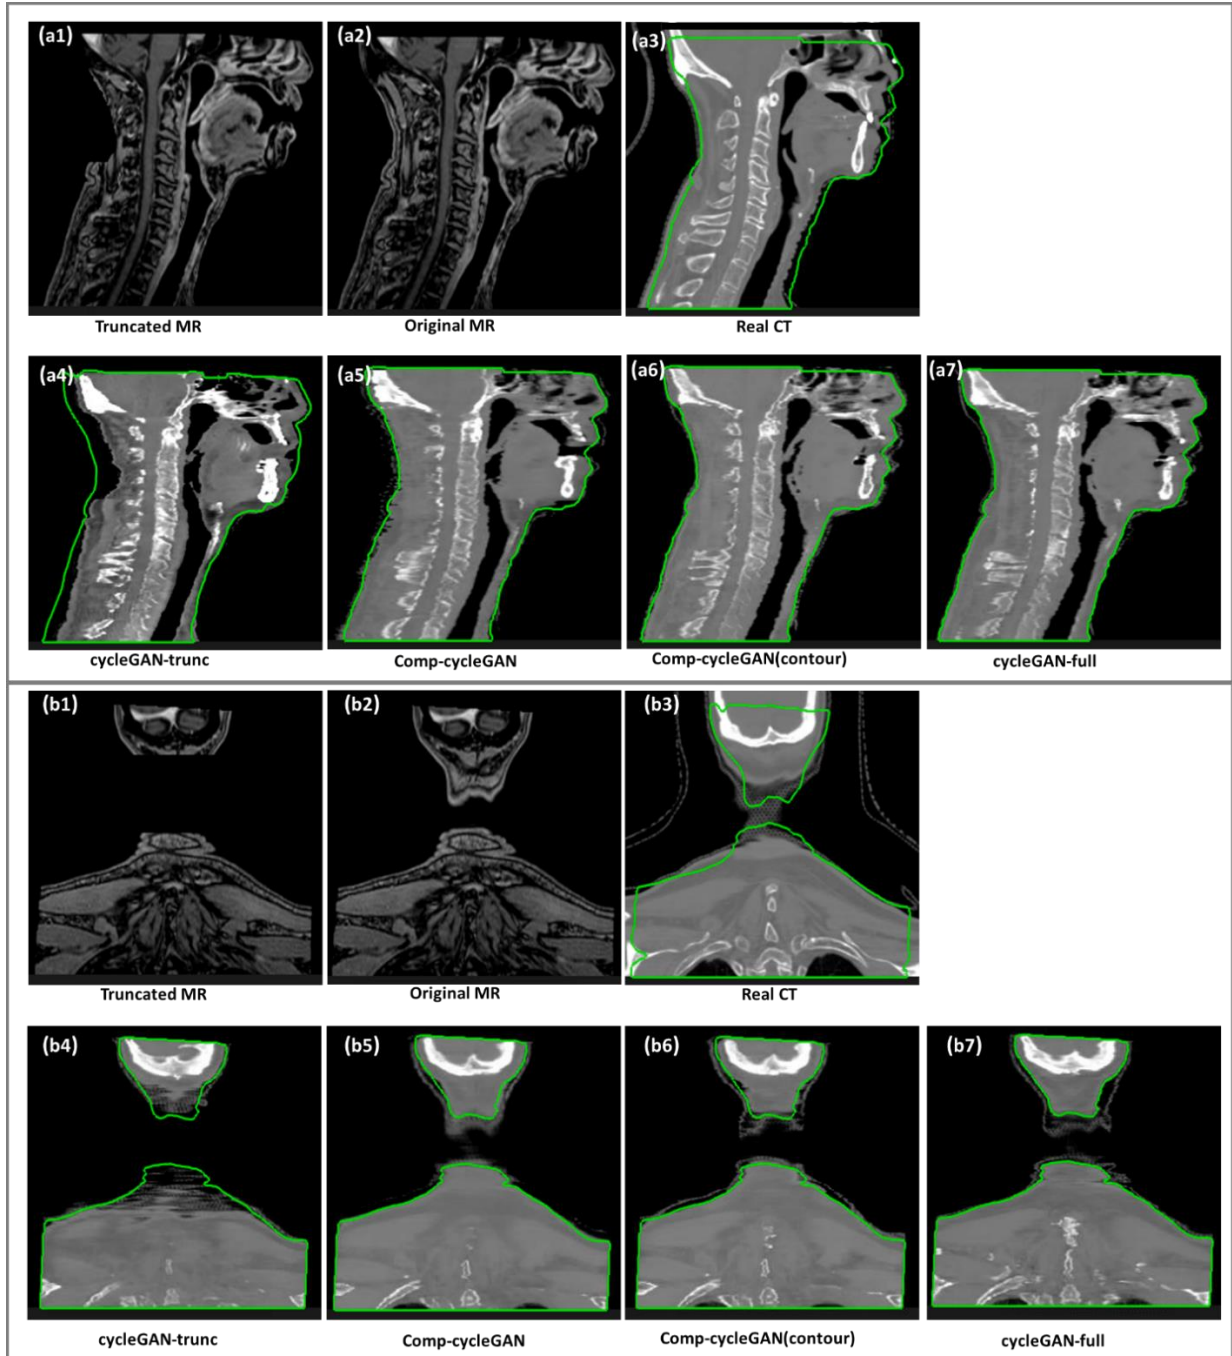 (a1) (a2) (a3)
Truncated MR Original MR Real CT
(a4) (a5) (a6) (a7)
cycleGAN-trunc Comp-cycleGAN Comp-cycleGAN(contour) cycleGAN-full
(b1) (b2) (b3)
Truncated MR Original MR Real CT
(b4) (b5) (b6) (b7)
cycleGAN-trunc Comp-cycleGAN Comp-cycleGAN(contour) cycleGAN-full